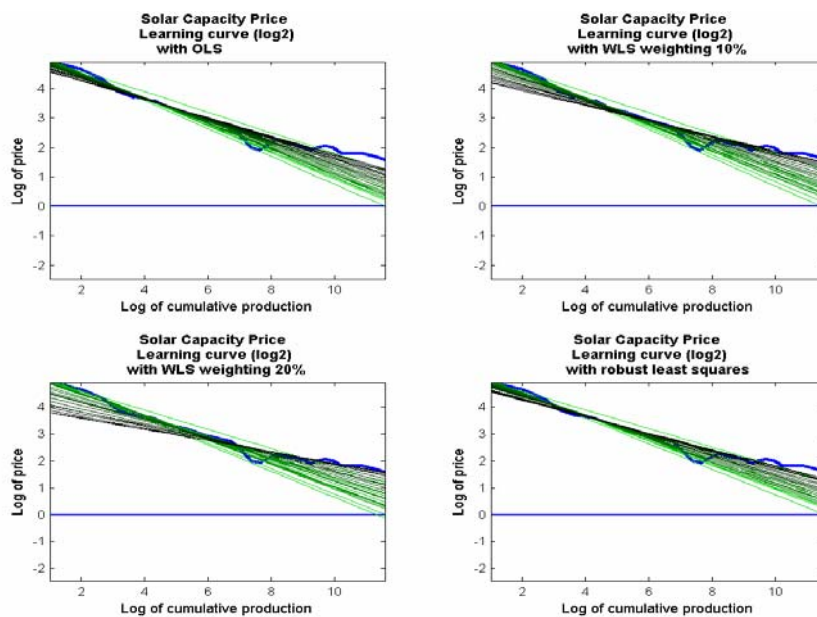 Solar Capacity Price
Learning curve (log2)
with OLS
Log of price
4
3
2
1
0
-1
-2
2
4
6
8
10
Log of cumulative production
Solar Capacity Price
Learning curve (log2)
with WLS weighting 10%
Log of price
4
3
2
1
0
-1
-2
2
4
6
8
10
Log of cumulative production
Solar Capacity Price
Learning curve (log2)
with WLS weighting 20%
Log of price
4
3
2
1
0
-1
-2
2
4
6
8
10
Log of cumulative production
Solar Capacity Price
Learning curve (log2)
with robust least squares
Log of price
4
3
2
1
0
-1
-2
2
4
6
8
10
Log of cumulative production